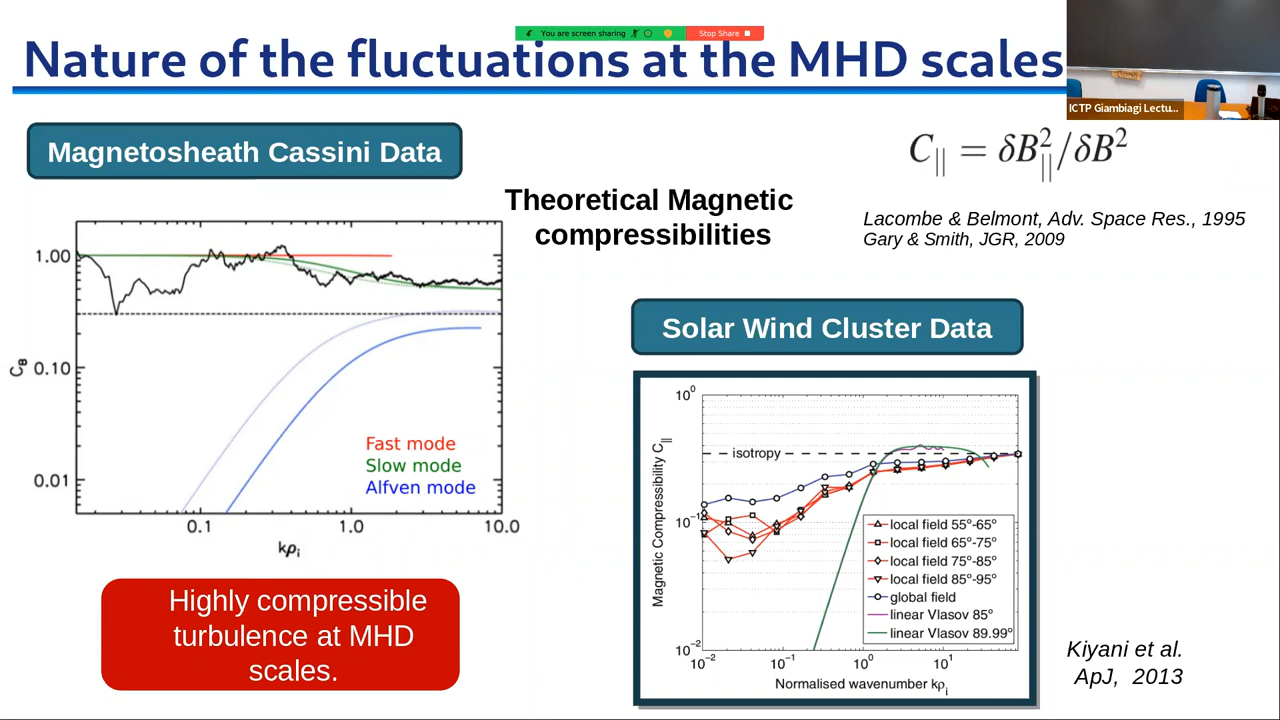 You are screen sharing
Stop Share
Nature of the fluctuations at the MHD scales
ICTP Giambiagi Lectu...
Magnetosheath Cassini Data
C|| = δB||²/δB²
Theoretical Magnetic
compressibilities
Lacombe & Belmont, Adv. Space Res., 1995
Gary & Smith, JGR, 2009
1.00
0.10
0.01
C_B
Fast mode
Slow mode
Alfven mode
0.1
1.0
10.0
kρ_i
Highly compressible
turbulence at MHD
scales.
Solar Wind Cluster Data
10⁰
10⁻¹
10⁻²
Magnetic Compressibility C||
isotropy
local field 55°-65°
local field 65°-75°
local field 75°-85°
local field 85°-95°
global field
linear Vlasov 85°
linear Vlasov 89.99°
10⁻²
10⁻¹
10⁰
10¹
Normalised wavenumber kρ_i
Kiyani et al.
ApJ, 2013